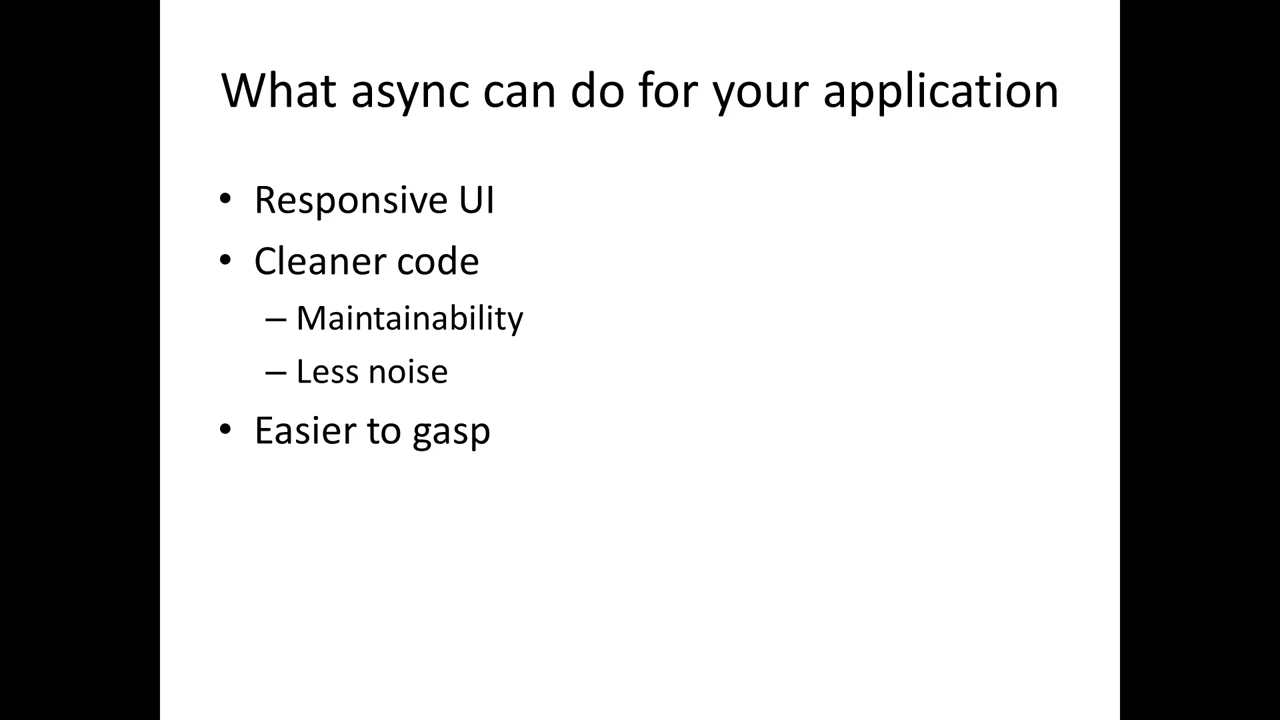 What async can do for your application
• Responsive UI
• Cleaner code
– Maintainability
– Less noise
• Easier to gasp